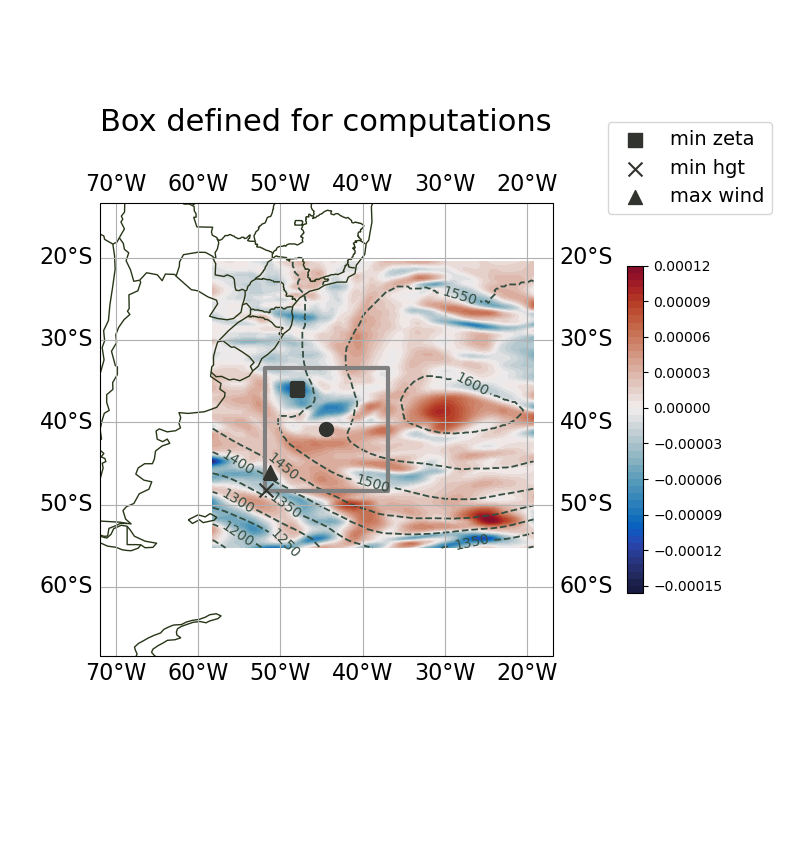 Box defined for computations
min zeta
min hgt
max wind
70°W 60°W 50°W 40°W 30°W 20°W
20°S 20°S
30°S 30°S
40°S 40°S
50°S 50°S
60°S 60°S
70°W 60°W 50°W 40°W 30°W 20°W
1550
1600
1400
1450
1500
1300
1350
1200
1250
1350
0.00012
0.00009
0.00006
0.00003
0.00000
−0.00003
−0.00006
−0.00009
−0.00012
−0.00015